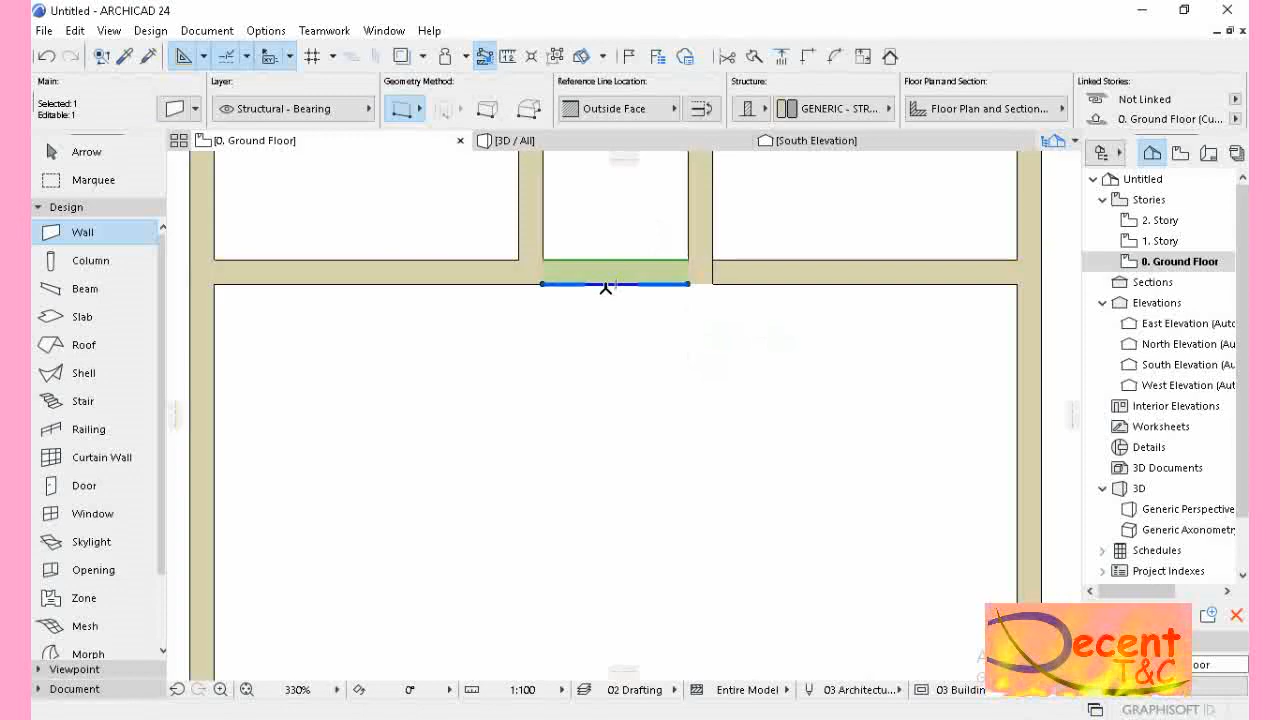 Untitled - ARCHICAD 24
File Edit View Design Document Options Teamwork Window Help
Main: Layer: Geometry Method: Reference Line Location: Structure: Floor Plan and Section: Linked Stories:
Selected: 1
Editable: 1
Structural - Bearing
Outside Face
GENERIC - STR...
Floor Plan and Section...
Not Linked
0. Ground Floor (Cu...
[0. Ground Floor]
[3D / All]
[South Elevation]
Arrow
Marquee
Design
Wall
Column
Beam
Slab
Roof
Shell
Stair
Railing
Curtain Wall
Door
Window
Skylight
Opening
Zone
Mesh
Morph
Viewpoint
Document
Untitled
Stories
2. Story
1. Story
0. Ground Floor
Sections
Elevations
East Elevation (Auto
North Elevation (Au
South Elevation (Au
West Elevation (Aut
Interior Elevations
Worksheets
Details
3D Documents
3D
Generic Perspective
Generic Axonometr
Schedules
Project Indexes
Decent
T&C
oor
330%
0°
1:100
02 Drafting
Entire Model
03 Architectu...
03 Buildin
GRAPHISOFT ID